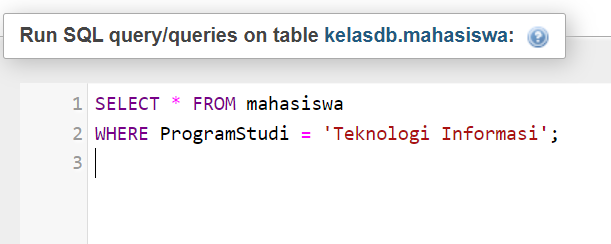 Run SQL query/queries on table kelasdb.mahasiswa:
1 SELECT * FROM mahasiswa
2 WHERE ProgramStudi = 'Teknologi Informasi';
3